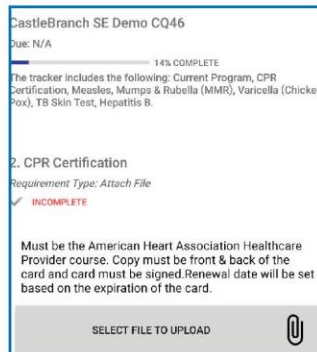 CastleBranch SE Demo CQ46
Due: N/A
14% COMPLETE
The tracker includes the following: Current Program, CPR
Certification, Measles, Mumps & Rubella (MMR), Varicella (Chicke
Pox), TB Skin Test, Hepatitis B.
2. CPR Certification
Requirement Type: Attach File
INCOMPLETE
Must be the American Heart Association Healthcare
Provider course. Copy must be front & back of the
card and card must be signed.Renewal date will be set
based on the expiration of the card.
SELECT FILE TO UPLOAD